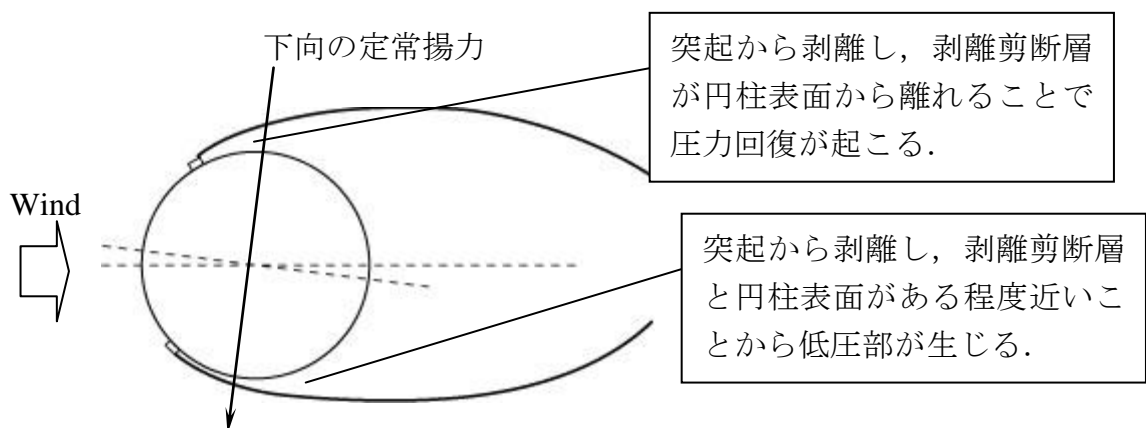 下向の定常揚力
突起から剥離し，剥離剪断層
が円柱表面から離れることで
圧力回復が起こる．
Wind
突起から剥離し，剥離剪断層
と円柱表面がある程度近いこ
とから低圧部が生じる．